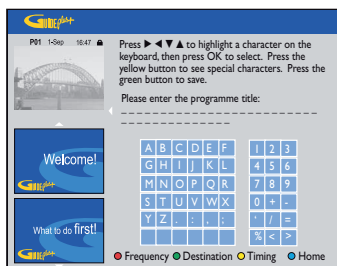 GUIDE plus+
P01 1-Sep 16:47
Press ▶ ◀ ▼ ▲ to highlight a character on the
keyboard, then press OK to select. Press the
yellow button to see special characters. Press the
green button to save.
Please enter the programme title:
A B C D E F
G H I J K L
M N O P Q R
S T U V W X
Y Z . : , ;
1 2 3
4 5 6
7 8 9
0 + -
' / =
% < >
Welcome!
GUIDE plus+
What to do first!
GUIDE plus+
Frequency Destination Timing Home